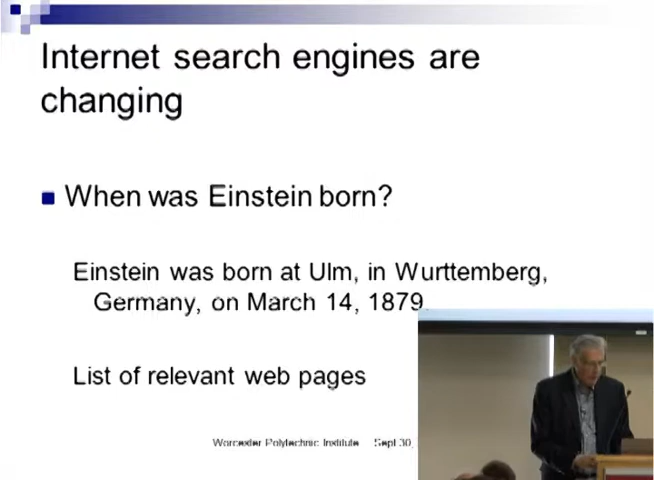 Internet search engines are
changing
When was Einstein born?
Einstein was born at Ulm, in Wurttemberg,
Germany, on March 14, 1879
List of relevant web pages
Worcester Polytechnic Institute Sept 30,